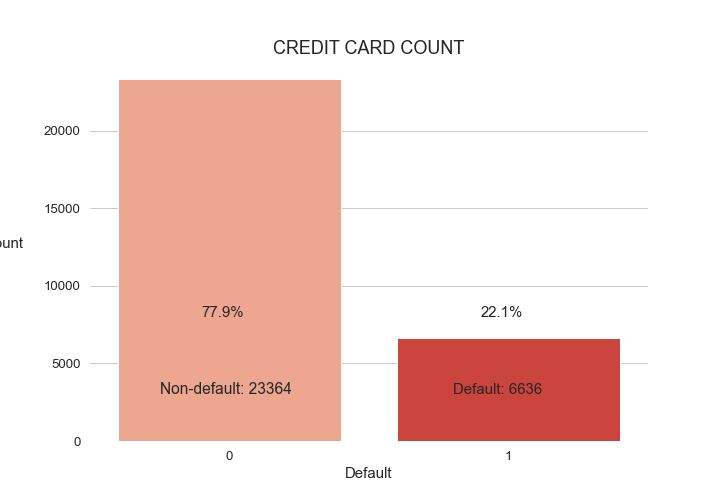 CREDIT CARD COUNT
20000
15000
ount
10000
77.9%
22.1%
5000
Non-default: 23364
Default: 6636
0
0
1
Default